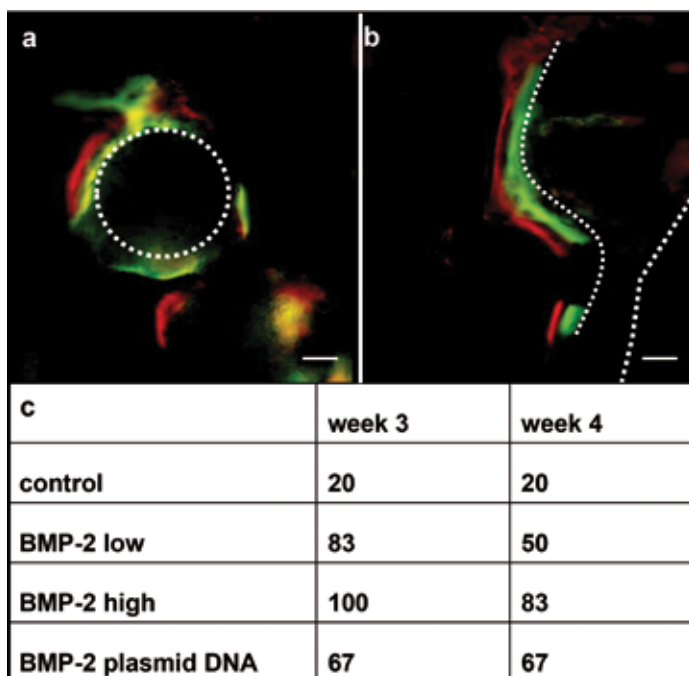 a
b
c week 3 week 4
control 20 20
BMP-2 low 83 50
BMP-2 high 100 83
BMP-2 plasmid DNA 67 67